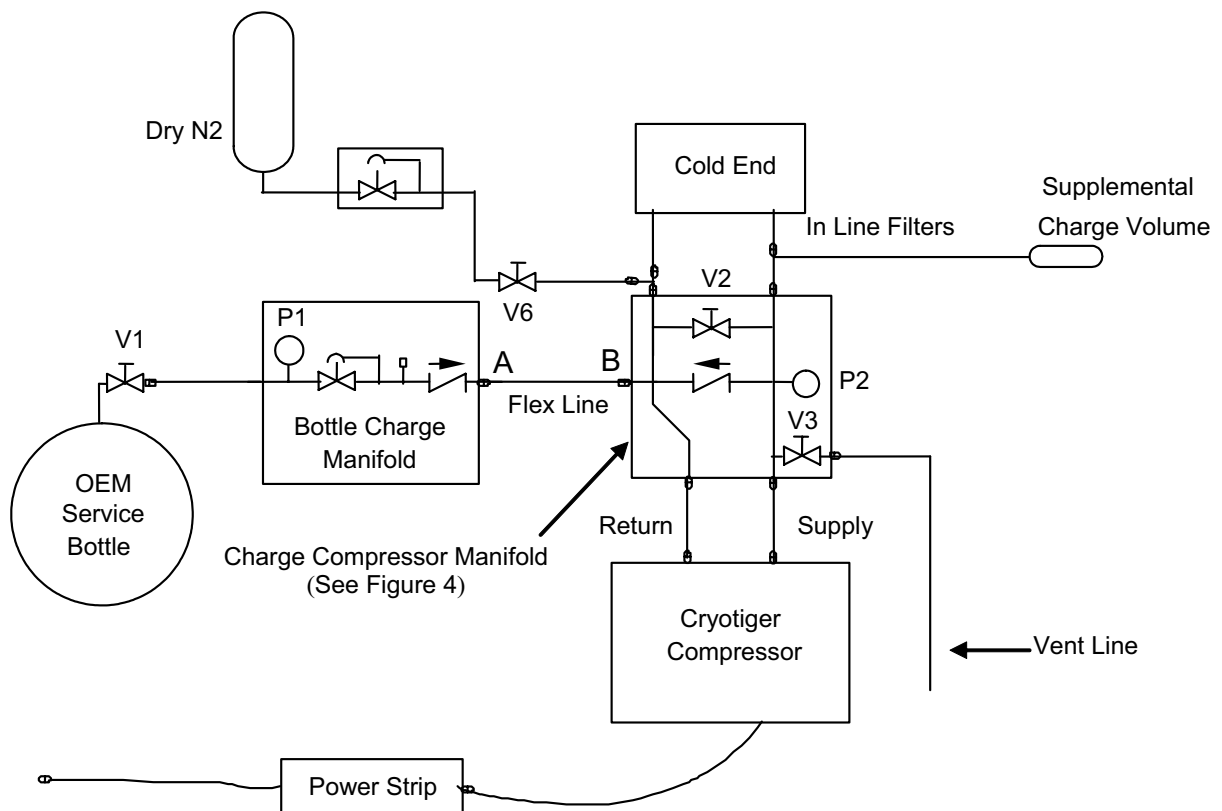 Dry N2
Cold End
Supplemental
Charge Volume
In Line Filters
V2
V6
P1
V1
A
B
P2
Flex Line
V3
Bottle Charge
Manifold
OEM
Service
Bottle
Return
Supply
Charge Compressor Manifold
(See Figure 4)
Cryotiger
Compressor
Vent Line
Power Strip